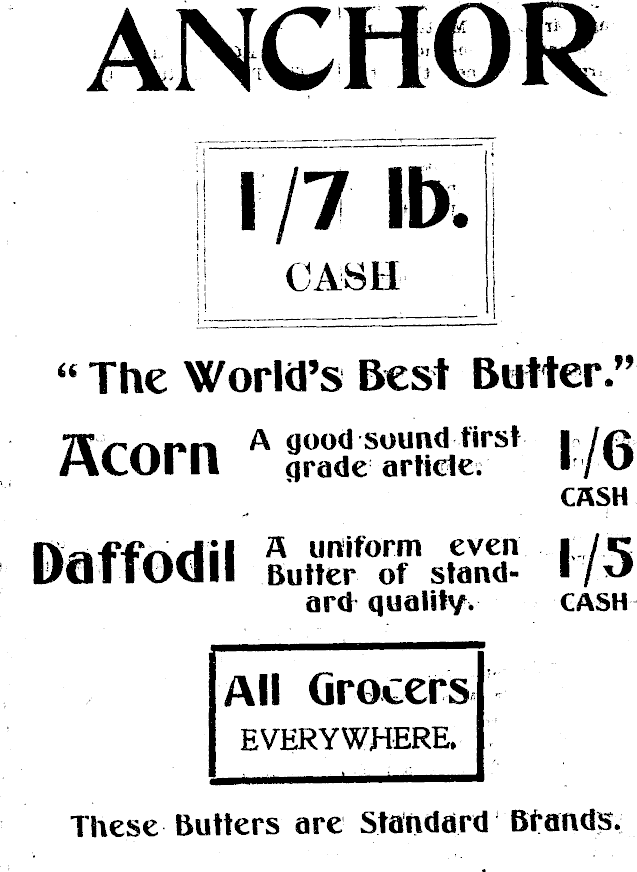 ANCHOR
1/7 lb.
CASH
“The World's Best Butter.”
Acorn
A good sound first
grade article.
1/6
CASH
Daffodil
A uniform even
Butter of stand-
ard quality.
1/5
CASH
All Grocers
EVERYWHERE.
These Butters are Standard Brands.